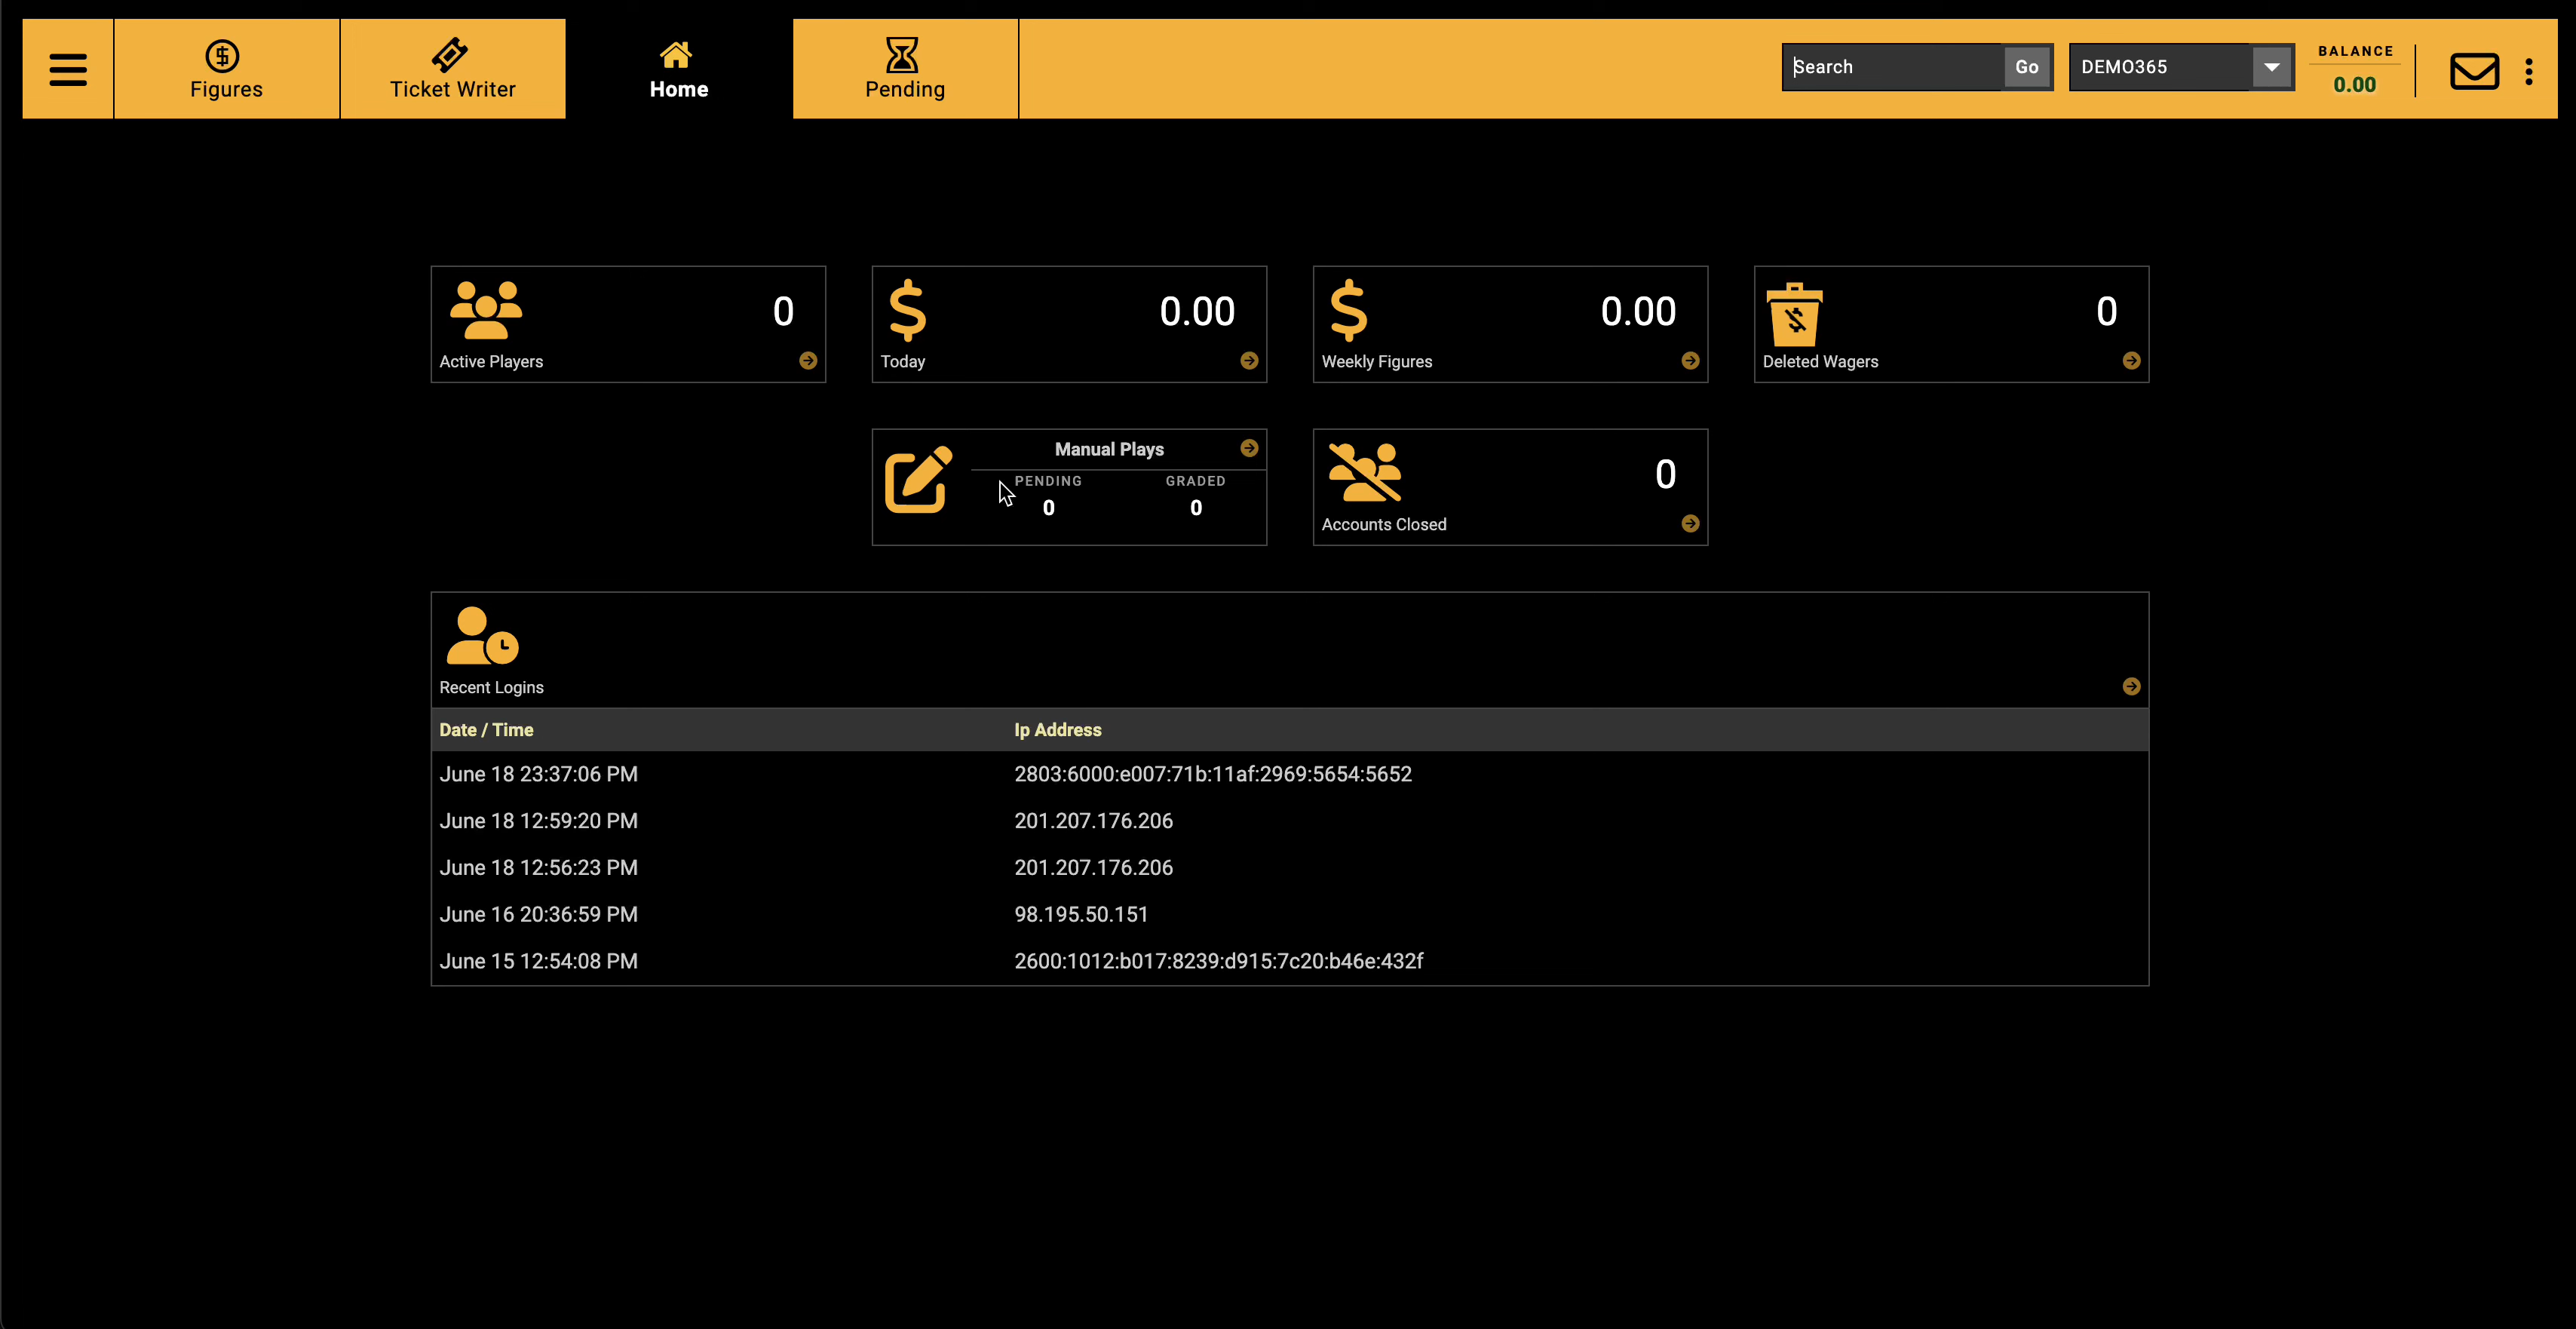 Figures
Ticket Writer
Home
Pending
Search
Go
DEMO365
BALANCE
0.00
0
Active Players
0.00
Today
0.00
Weekly Figures
0
Deleted Wagers
Manual Plays
PENDING GRADED
0 0
0
Accounts Closed
Recent Logins
Date / Time Ip Address
June 18 23:37:06 PM 2803:6000:e007:71b:11af:2969:5654:5652
June 18 12:59:20 PM 201.207.176.206
June 18 12:56:23 PM 201.207.176.206
June 16 20:36:59 PM 98.195.50.151
June 15 12:54:08 PM 2600:1012:b017:8239:d915:7c20:b46e:432f